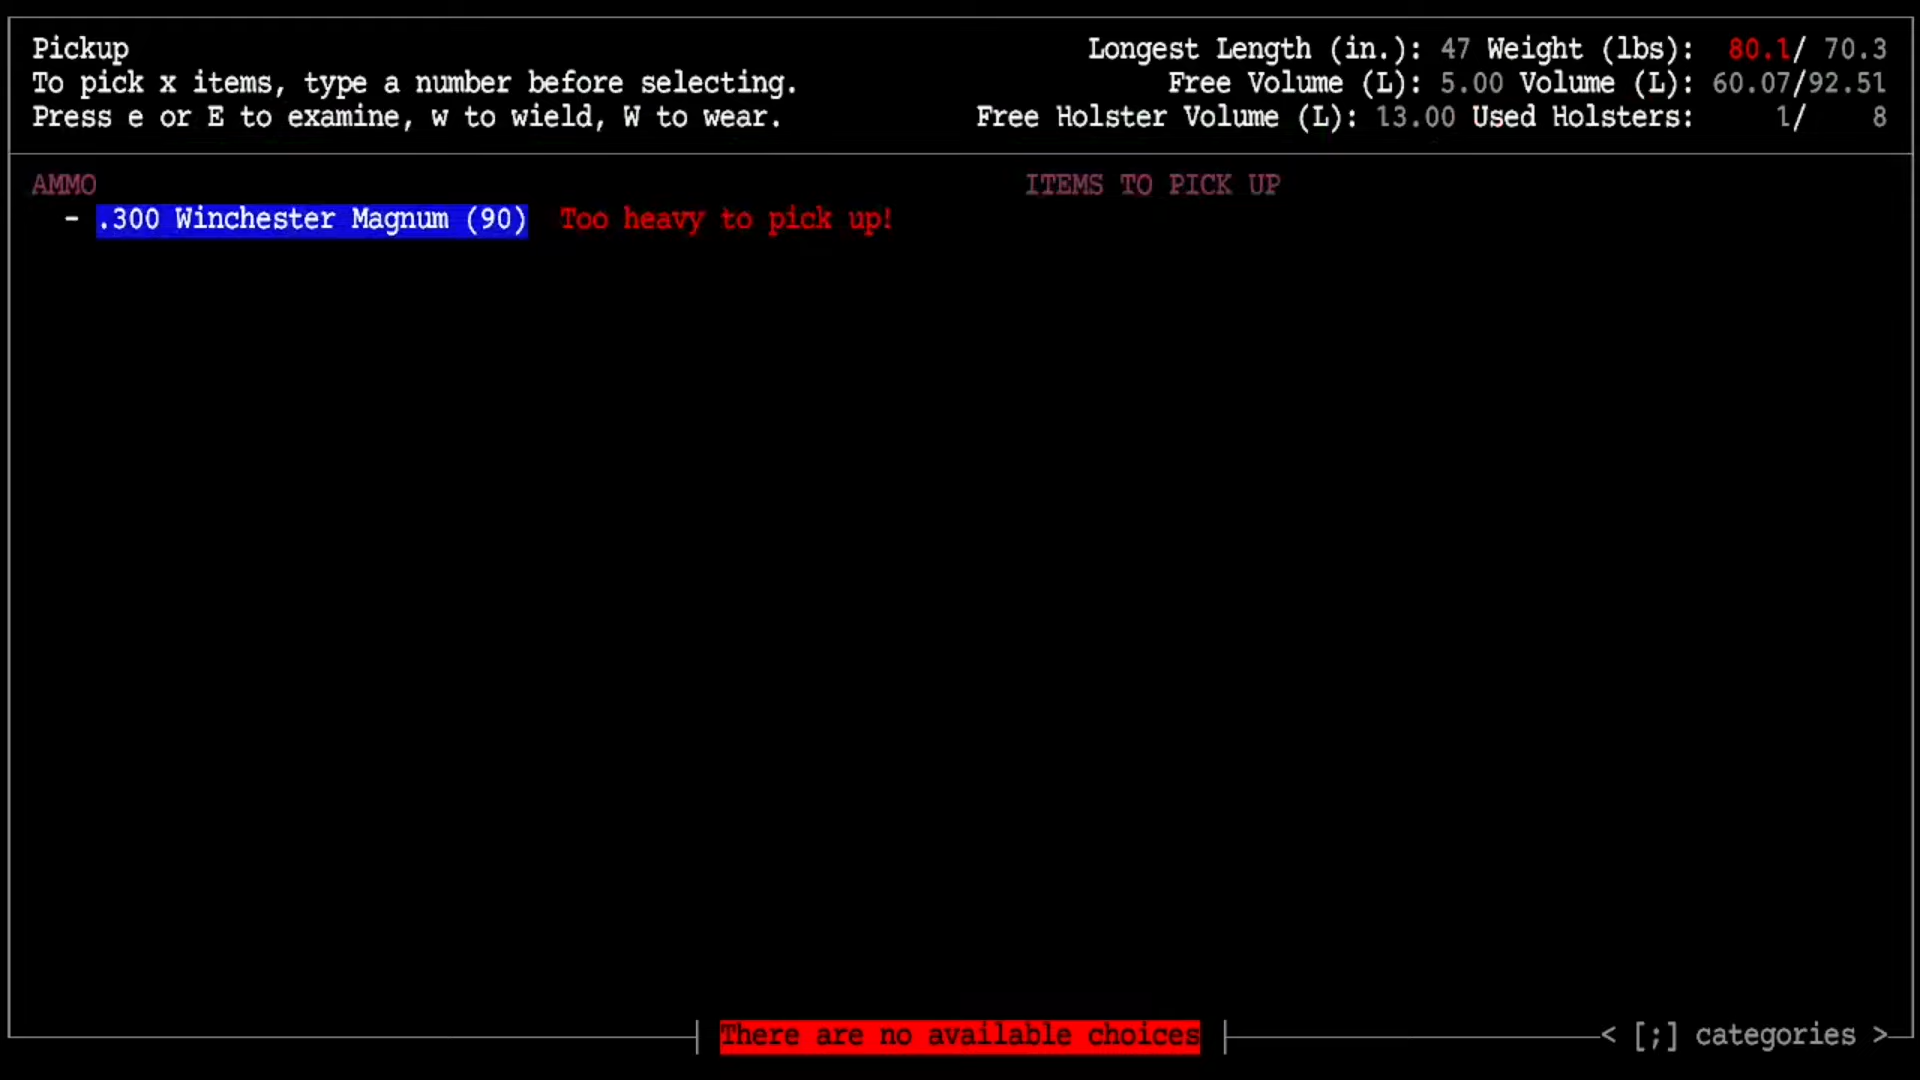 Pickup
To pick x items, type a number before selecting.
Press e or E to examine, w to wield, W to wear.
Longest Length (in.): 47 Weight (lbs): 80.1/ 70.3
Free Volume (L): 5.00 Volume (L): 60.07/92.51
Free Holster Volume (L): 13.00 Used Holsters: 1/ 8
AMMO
- .300 Winchester Magnum (90) Too heavy to pick up!
ITEMS TO PICK UP
There are no available choices
< [;] categories >